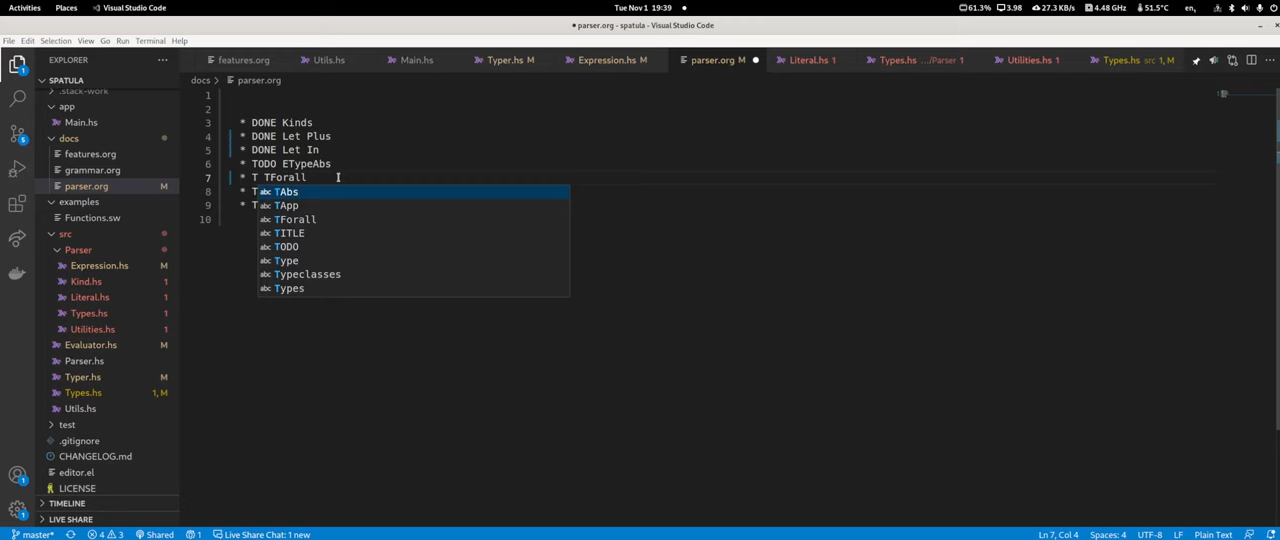 Activities Places Visual Studio Code Tue Nov 1 19:39 61.3% 3.98 27.3 KB/s 4.48 GHz 51.5°C en
● parser.org - spatula - Visual Studio Code
File Edit Selection View Go Run Terminal Help
EXPLORER features.org Utils.hs Main.hs Typer.hs M Expression.hs M parser.org M Literal.hs 1 Types.hs .../Parser 1 Utilities.hs 1 Types.hs src 1, M
SPATULA
docs > parser.org
.stack-work
app
Main.hs
docs
features.org
grammar.org
parser.org M
examples
Functions.sw
src
Parser
Expression.hs M
Kind.hs 1
Literal.hs 1
Types.hs 1
Utilities.hs 1
Evaluator.hs M
Parser.hs
Typer.hs M
Types.hs 1, M
Utils.hs
test
.gitignore
CHANGELOG.md
editor.el
LICENSE
TIMELINE
LIVE SHARE
1
2
3 * DONE Kinds
4 * DONE Let Plus
5 * DONE Let In
6 * TODO ETypeAbs
7 * T TForall
8 * T
9 * T
10
TAbs
TApp
TForall
TITLE
TODO
Type
Typeclasses
Types
master* 4 3 Shared 1 Live Share Chat: 1 new Ln 7, Col 4 Spaces: 4 UTF-8 LF Plain Text